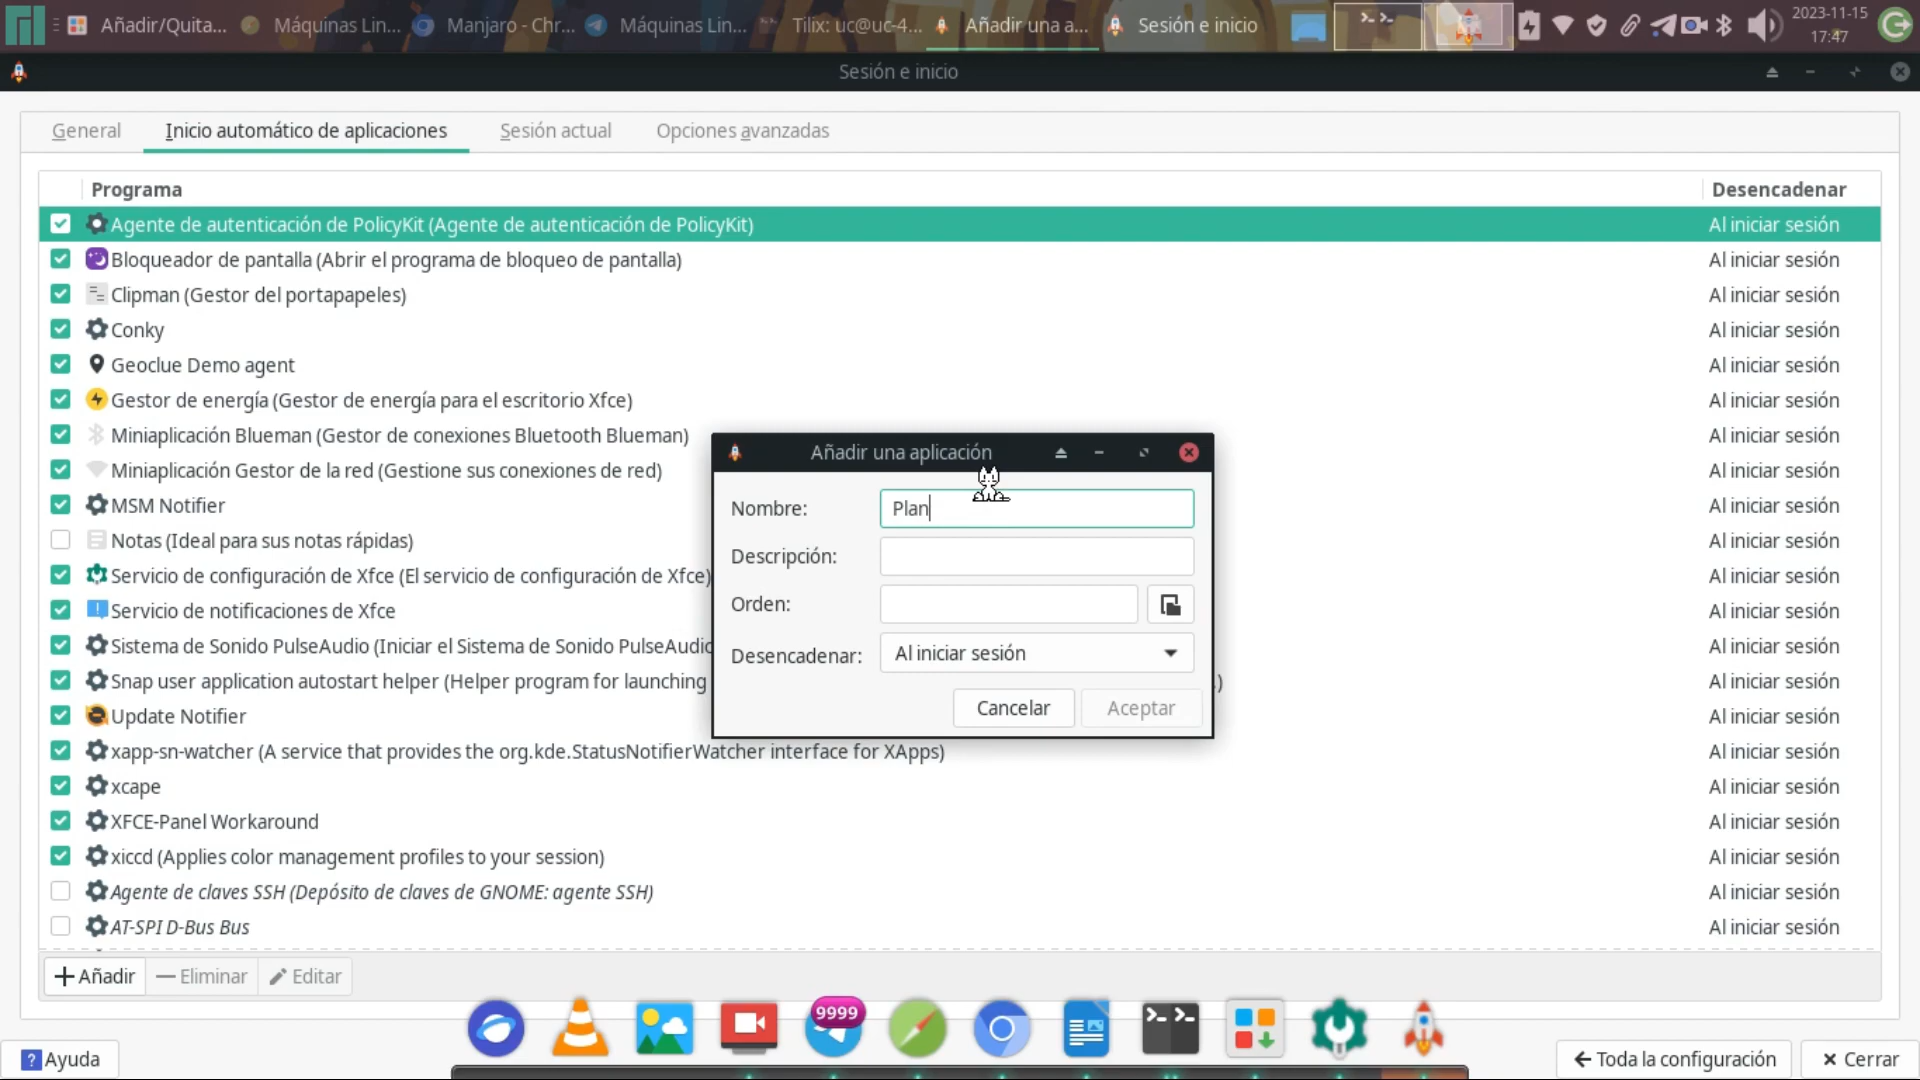 Añadir/Quita...
Máquinas Lin...
Manjaro - Chr...
Máquinas Lin...
Tilix: uc@uc-4...
Añadir una a...
Sesión e inicio
2023-11-15
17:47
Sesión e inicio
General
Inicio automático de aplicaciones
Sesión actual
Opciones avanzadas
Programa
Desencadenar
Agente de autenticación de PolicyKit (Agente de autenticación de PolicyKit)
Al iniciar sesión
Bloqueador de pantalla (Abrir el programa de bloqueo de pantalla)
Al iniciar sesión
Clipman (Gestor del portapapeles)
Al iniciar sesión
Conky
Al iniciar sesión
Geoclue Demo agent
Al iniciar sesión
Gestor de energía (Gestor de energía para el escritorio Xfce)
Al iniciar sesión
Miniaplicación Blueman (Gestor de conexiones Bluetooth Blueman)
Al iniciar sesión
Miniaplicación Gestor de la red (Gestione sus conexiones de red)
Al iniciar sesión
MSM Notifier
Al iniciar sesión
Notas (Ideal para sus notas rápidas)
Al iniciar sesión
Servicio de configuración de Xfce (El servicio de configuración de Xfce)
Al iniciar sesión
Servicio de notificaciones de Xfce
Al iniciar sesión
Sistema de Sonido PulseAudio (Iniciar el Sistema de Sonido PulseAudio
Al iniciar sesión
Snap user application autostart helper (Helper program for launching
)
Al iniciar sesión
Update Notifier
Al iniciar sesión
xapp-sn-watcher (A service that provides the org.kde.StatusNotifierWatcher interface for XApps)
Al iniciar sesión
xcape
Al iniciar sesión
XFCE-Panel Workaround
Al iniciar sesión
xiccd (Applies color management profiles to your session)
Al iniciar sesión
Agente de claves SSH (Depósito de claves de GNOME: agente SSH)
Al iniciar sesión
AT-SPI D-Bus Bus
Al iniciar sesión
Añadir una aplicación
Nombre:
Plan
Descripción:
Orden:
Desencadenar:
Al iniciar sesión
Cancelar
Aceptar
Añadir
Eliminar
Editar
9999
Ayuda
Toda la configuración
Cerrar